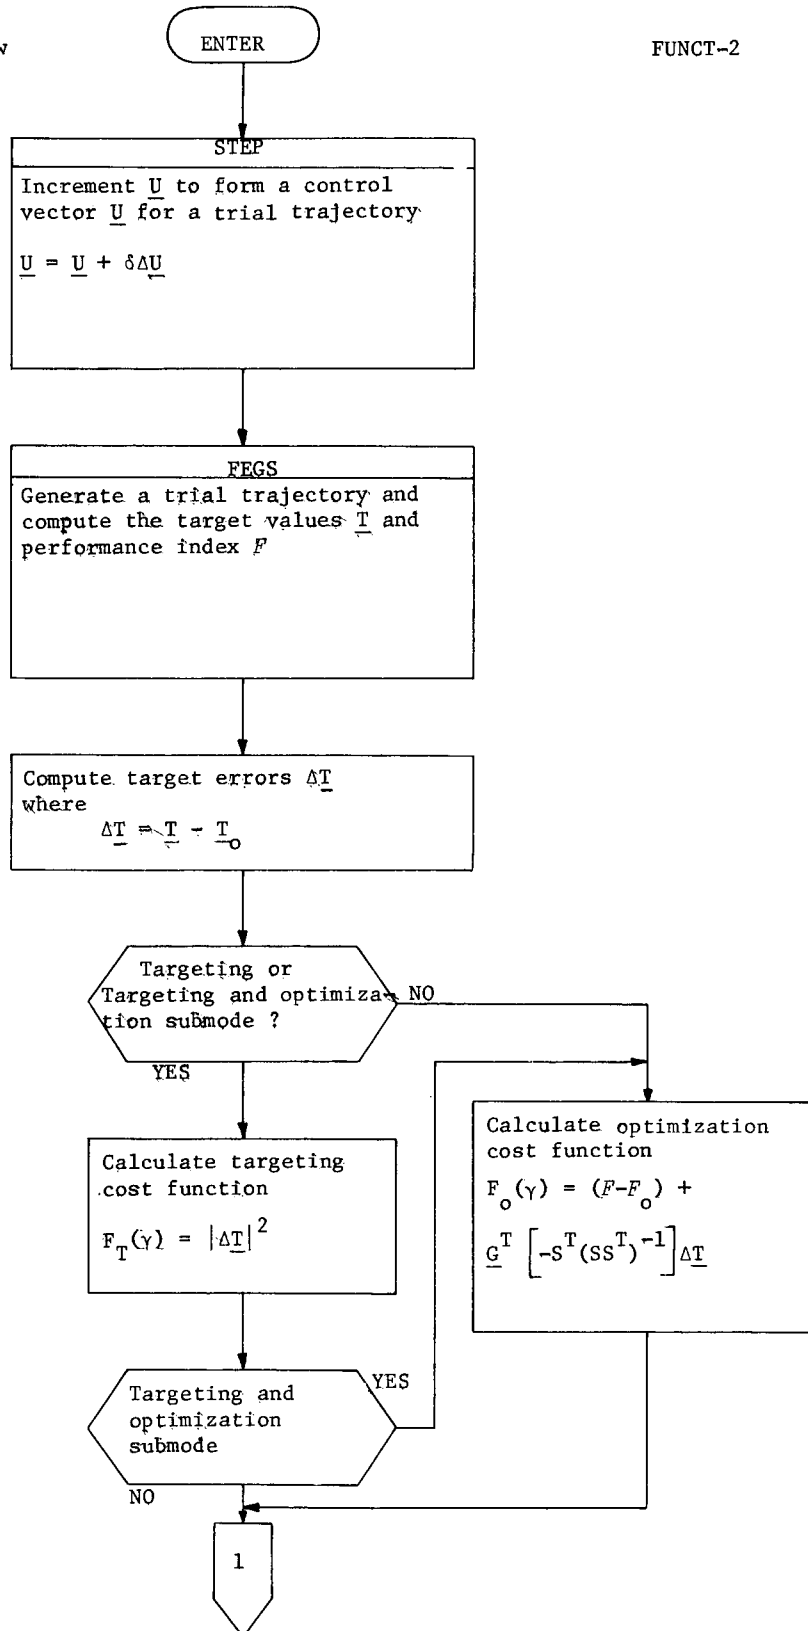 ENTER
FUNCT-2
STEP
Increment U to form a control
vector U for a trial trajectory
U = U + δΔU
FEGS
Generate a trial trajectory and
compute the target values T and
performance index F
Compute target errors ΔT
where
ΔT = T - T_o
Targeting or
Targeting and optimiza-
tion submode ?
NO
YES
Calculate targeting
cost function
F_T(γ) = |ΔT|^2
Calculate optimization
cost function
F_o(γ) = (F-F_o) +
G^T [-S^T(SS^T)^-1]ΔT
Targeting and
optimization
submode
YES
NO
1